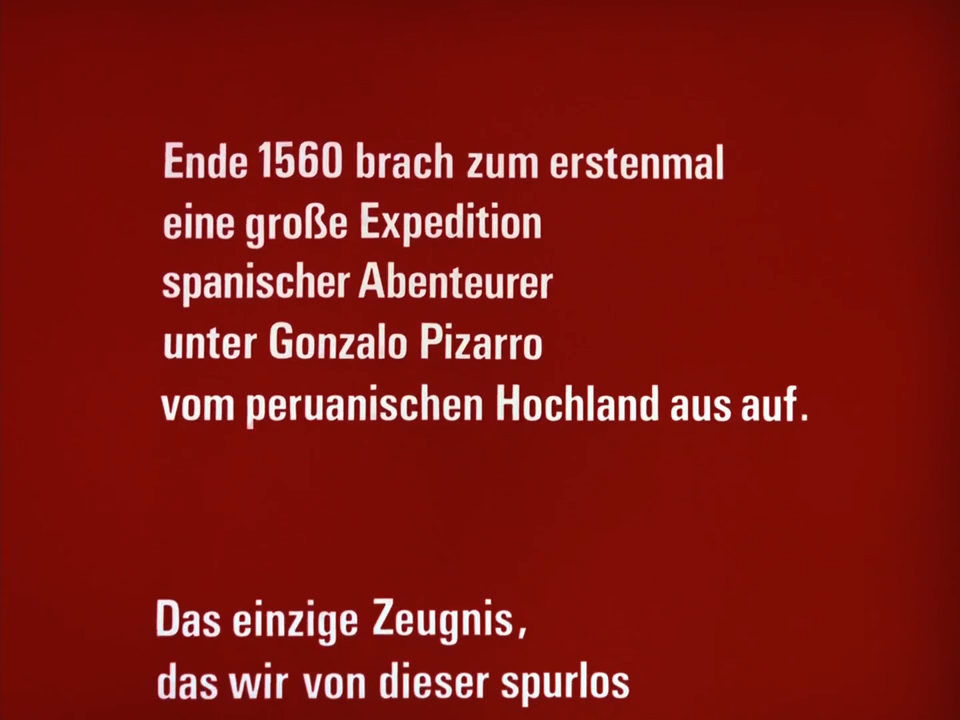 Ende 1560 brach zum erstenmal
eine große Expedition
spanischer Abenteurer
unter Gonzalo Pizarro
vom peruanischen Hochland aus auf.
Das einzige Zeugnis,
das wir von dieser spurlos